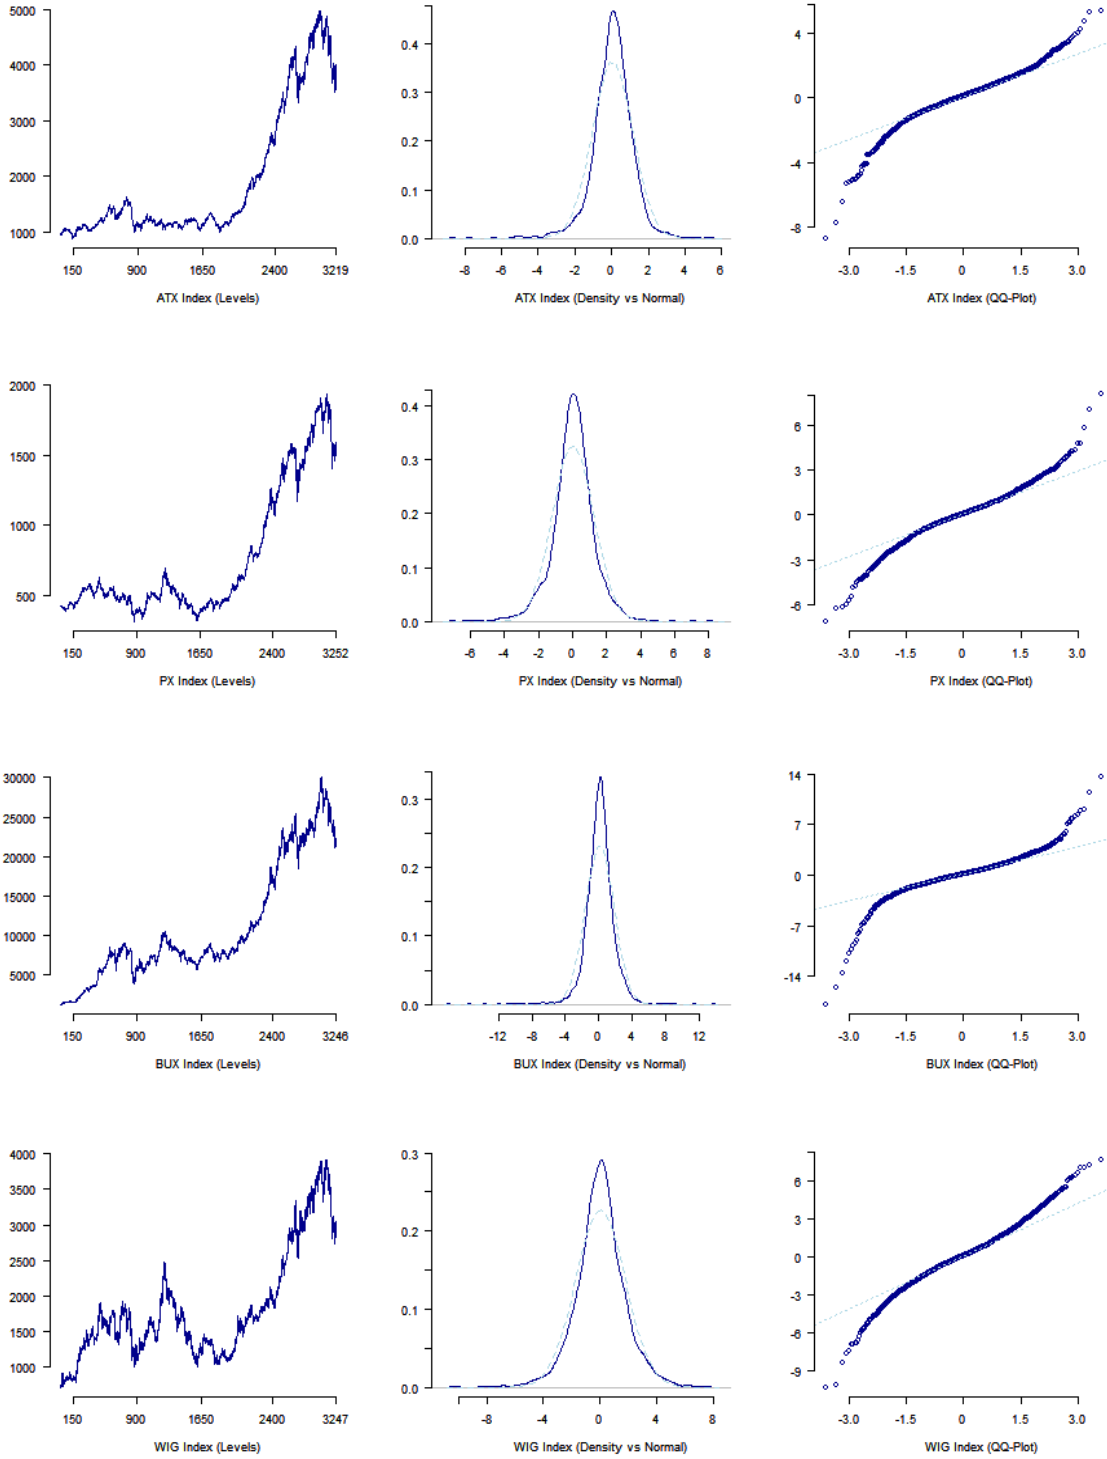 5000
4000
3000
2000
1000
150 900 1650 2400 3219
ATX Index (Levels)
0.4
0.3
0.2
0.1
0.0
-8 -6 -4 -2 0 2 4 6
ATX Index (Density vs Normal)
4
0
-4
-8
-3.0 -1.5 0 1.5 3.0
ATX Index (QQ-Plot)
2000
1500
1000
500
150 900 1650 2400 3252
PX Index (Levels)
0.4
0.3
0.2
0.1
0.0
-6 -4 -2 0 2 4 6 8
PX Index (Density vs Normal)
6
3
0
-3
-6
-3.0 -1.5 0 1.5 3.0
PX Index (QQ-Plot)
30000
25000
20000
15000
10000
5000
150 900 1650 2400 3246
BUX Index (Levels)
0.3
0.2
0.1
0.0
-12 -8 -4 0 4 8 12
BUX Index (Density vs Normal)
14
7
0
-7
-14
-3.0 -1.5 0 1.5 3.0
BUX Index (QQ-Plot)
4000
3500
3000
2500
2000
1500
1000
150 900 1650 2400 3247
WIG Index (Levels)
0.3
0.2
0.1
0.0
-8 -4 0 4 8
WIG Index (Density vs Normal)
6
3
0
-3
-6
-9
-3.0 -1.5 0 1.5 3.0
WIG Index (QQ-Plot)